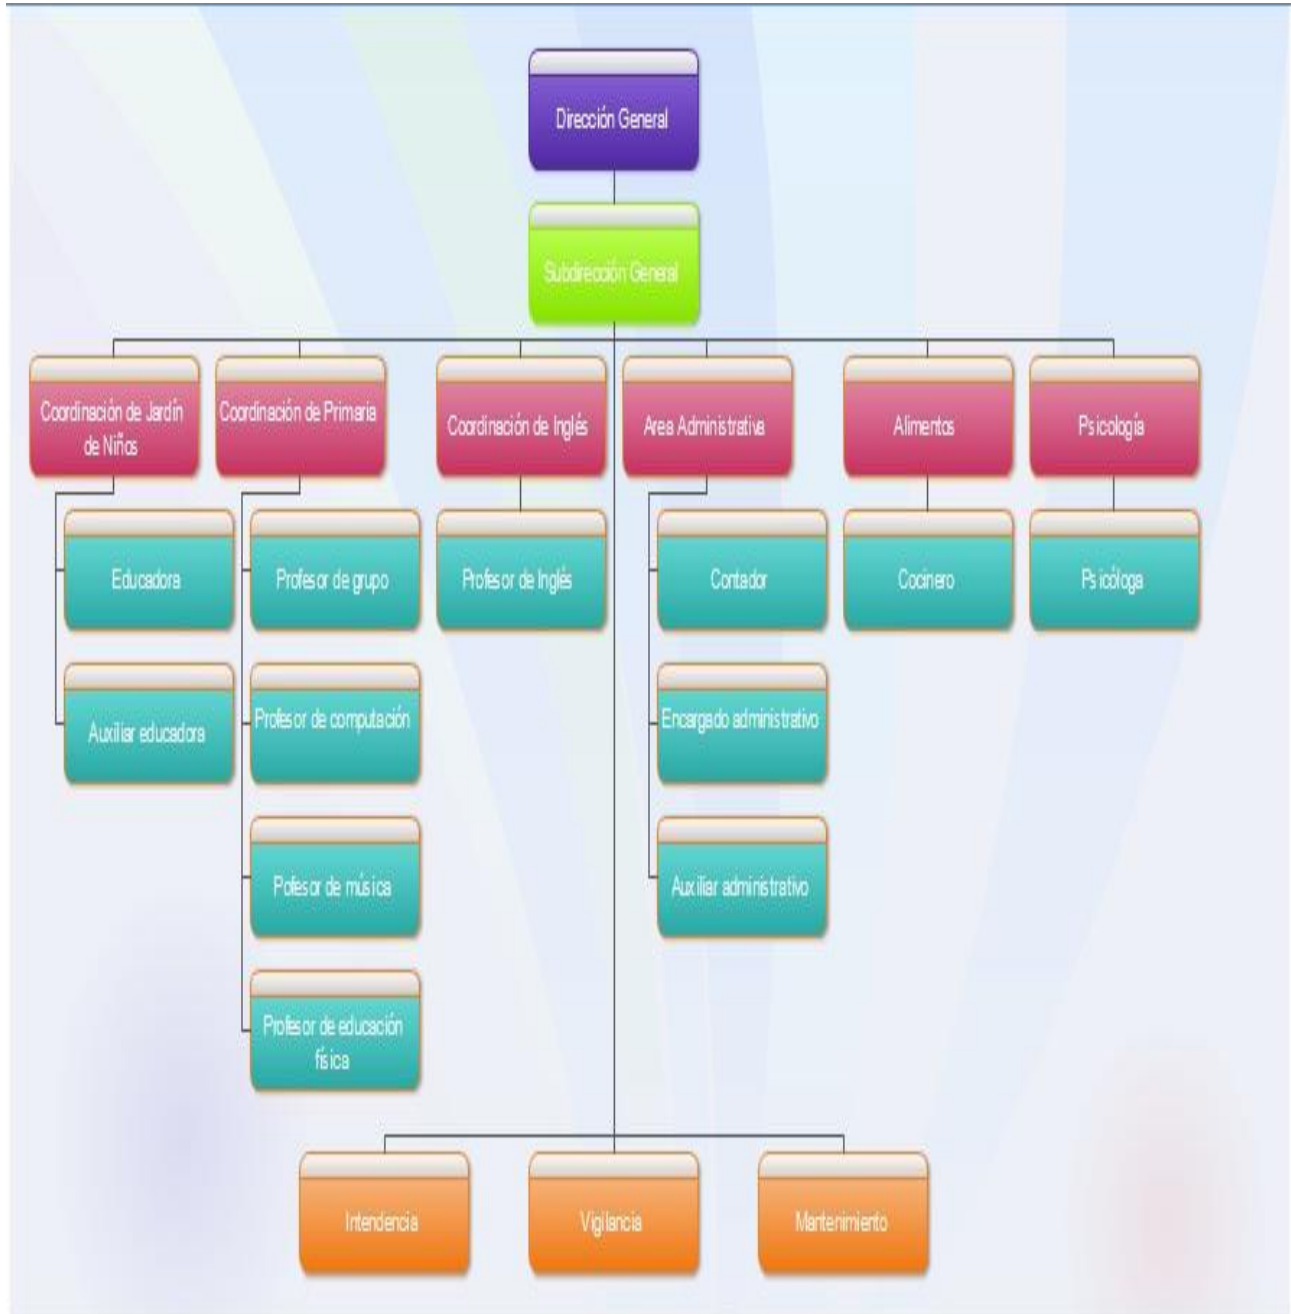 Dirección General
Subdirección General
Coordinación de Jardín
de Niños
Coordinación de Primaria
Coordinación de Inglés
Area Administrativa
Alimentos
Psicología
Educadora
Profesor de grupo
Profesor de Inglés
Contador
Cocinero
Psicóloga
Auxiliar educadora
Profesor de computación
Encargado administrativo
Pofesor de música
Auxiliar administrativo
Profesor de educación
física
Intendencia
Vigilancia
Mantenimiento